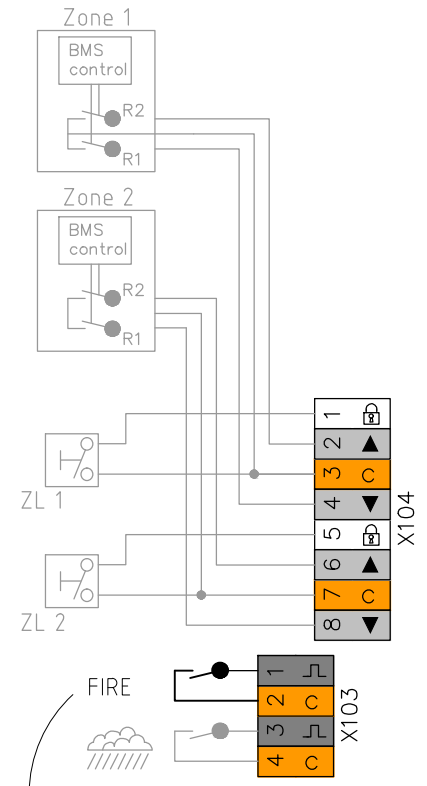 Zone 1
BMS
control
R2
R1
Zone 2
BMS
control
R2
R1
ZL 1
ZL 2
1
2
3 C
4
5
6
7 C
8
X104
FIRE
1
2 C
3
4 C
X103